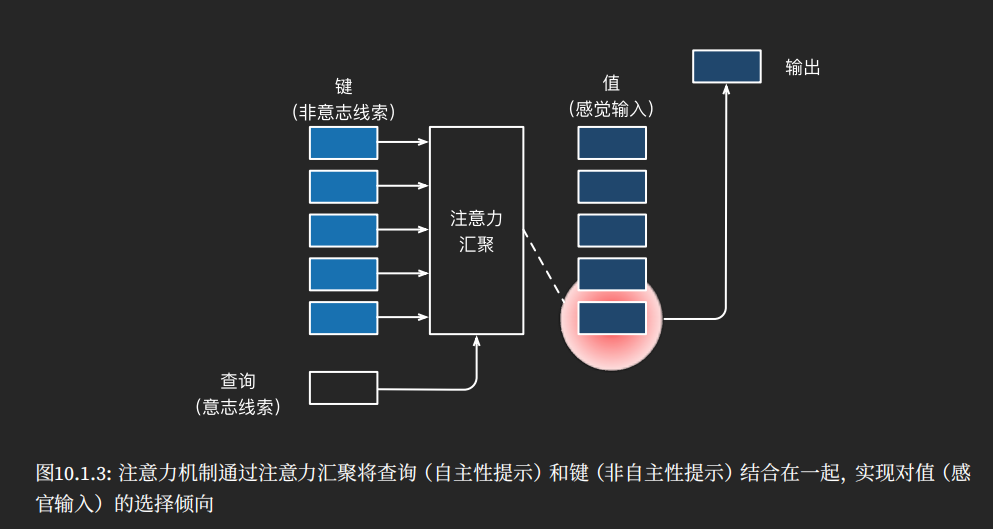 输出
键
（非意志线索）
值
（感觉输入）
注意力
汇聚
查询
（意志线索）
图10.1.3: 注意力机制通过注意力汇聚将查询（自主性提示）和键（非自主性提示）结合在一起，实现对值（感
官输入）的选择倾向